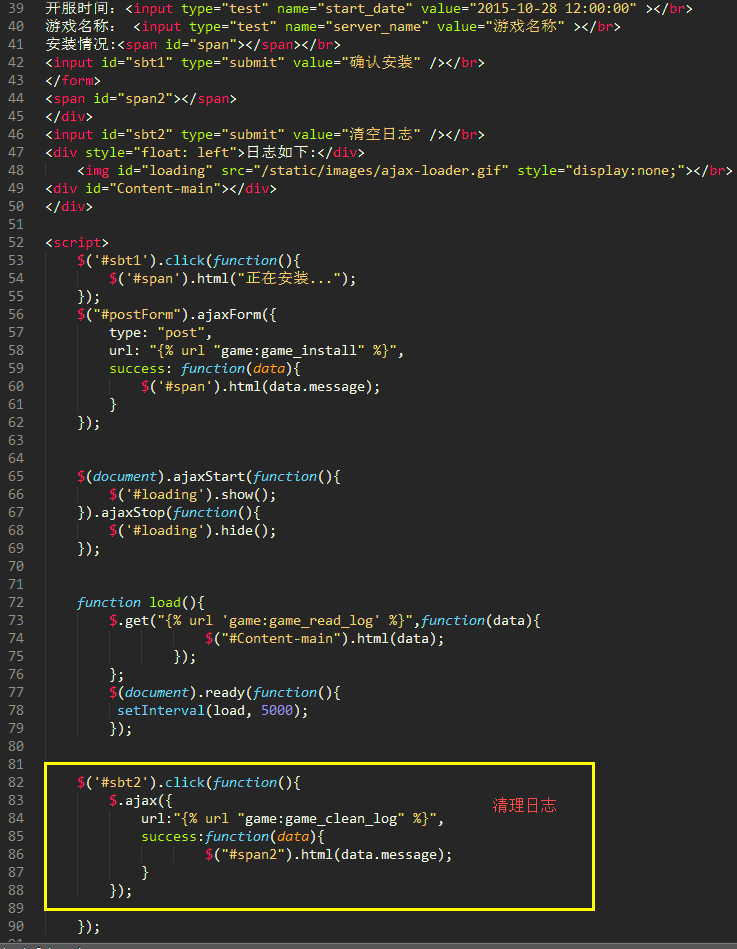 39 开服时间：<input type="test" name="start_date" value="2015-10-28 12:00:00" ></br>
40 游戏名称： <input type="test" name="server_name" value="游戏名称" ></br>
41 安装情况:<span id="span"></span></br>
42 <input id="sbt1" type="submit" value="确认安装" /></br>
43 </form>
44 <span id="span2"></span>
45 </div>
46 <input id="sbt2" type="submit" value="清空日志" /></br>
47 <div style="float: left">日志如下:</div>
48     <img id="loading" src="/static/images/ajax-loader.gif" style="display:none;"></br>
49 <div id="Content-main"></div>
50 </div>
51
52 <script>
53     $('#sbt1').click(function(){
54         $('#span').html("正在安装...");
55     });
56     $("#postForm").ajaxForm({
57         type: "post",
58         url: "{% url "game:game_install" %}",
59         success: function(data){
60             $('#span').html(data.message);
61         }
62     });
63
64
65     $(document).ajaxStart(function(){
66         $('#loading').show();
67     }).ajaxStop(function(){
68         $('#loading').hide();
69     });
70
71
72     function load(){
73         $.get("{% url 'game:game_read_log' %}",function(data){
74                     $("#Content-main").html(data);
75                 });
76         };
77         $(document).ready(function(){
78          setInterval(load, 5000);
79         });
80
81
82     $('#sbt2').click(function(){
83         $.ajax({ 清理日志
84             url:"{% url "game:game_clean_log" %}",
85             success:function(data){
86                     $("#span2").html(data.message);
87             }
88         });
89
90     });